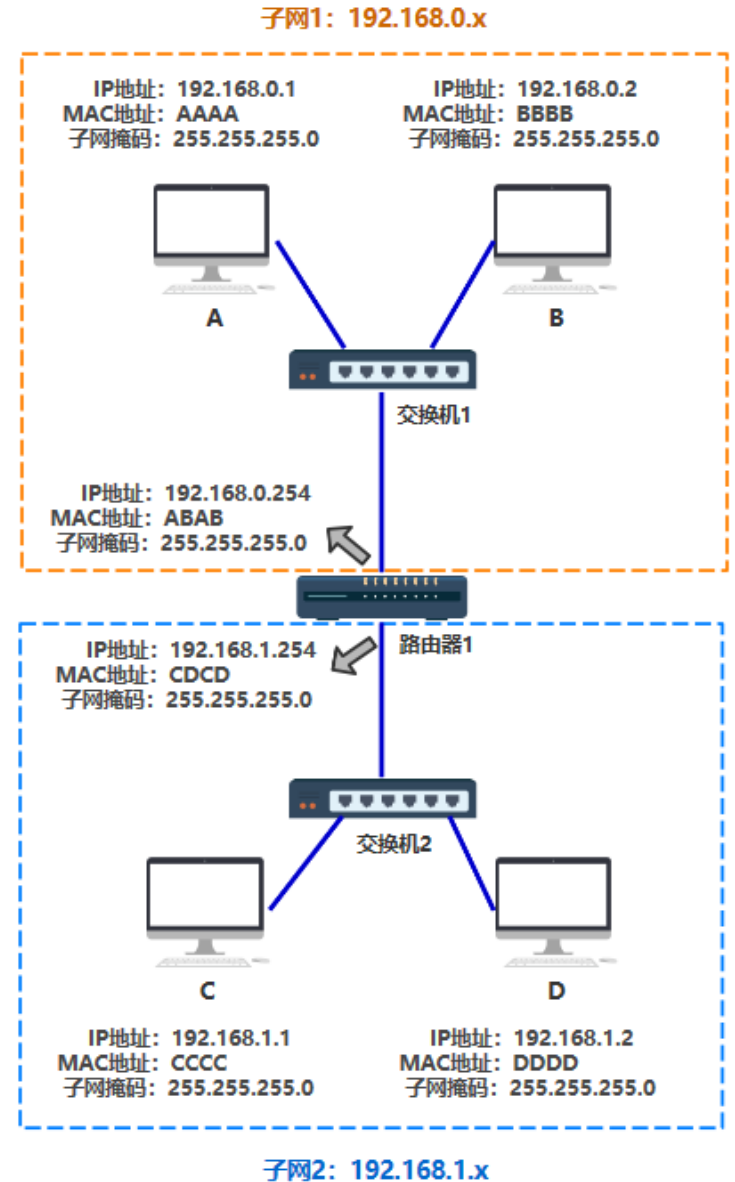 子网1：192.168.0.x
IP地址：192.168.0.1
MAC地址：AAAA
子网掩码：255.255.255.0
IP地址：192.168.0.2
MAC地址：BBBB
子网掩码：255.255.255.0
A
B
交换机1
IP地址：192.168.0.254
MAC地址：ABAB
子网掩码：255.255.255.0
路由器1
IP地址：192.168.1.254
MAC地址：CDCD
子网掩码：255.255.255.0
交换机2
C
D
IP地址：192.168.1.1
MAC地址：CCCC
子网掩码：255.255.255.0
IP地址：192.168.1.2
MAC地址：DDDD
子网掩码：255.255.255.0
子网2：192.168.1.x